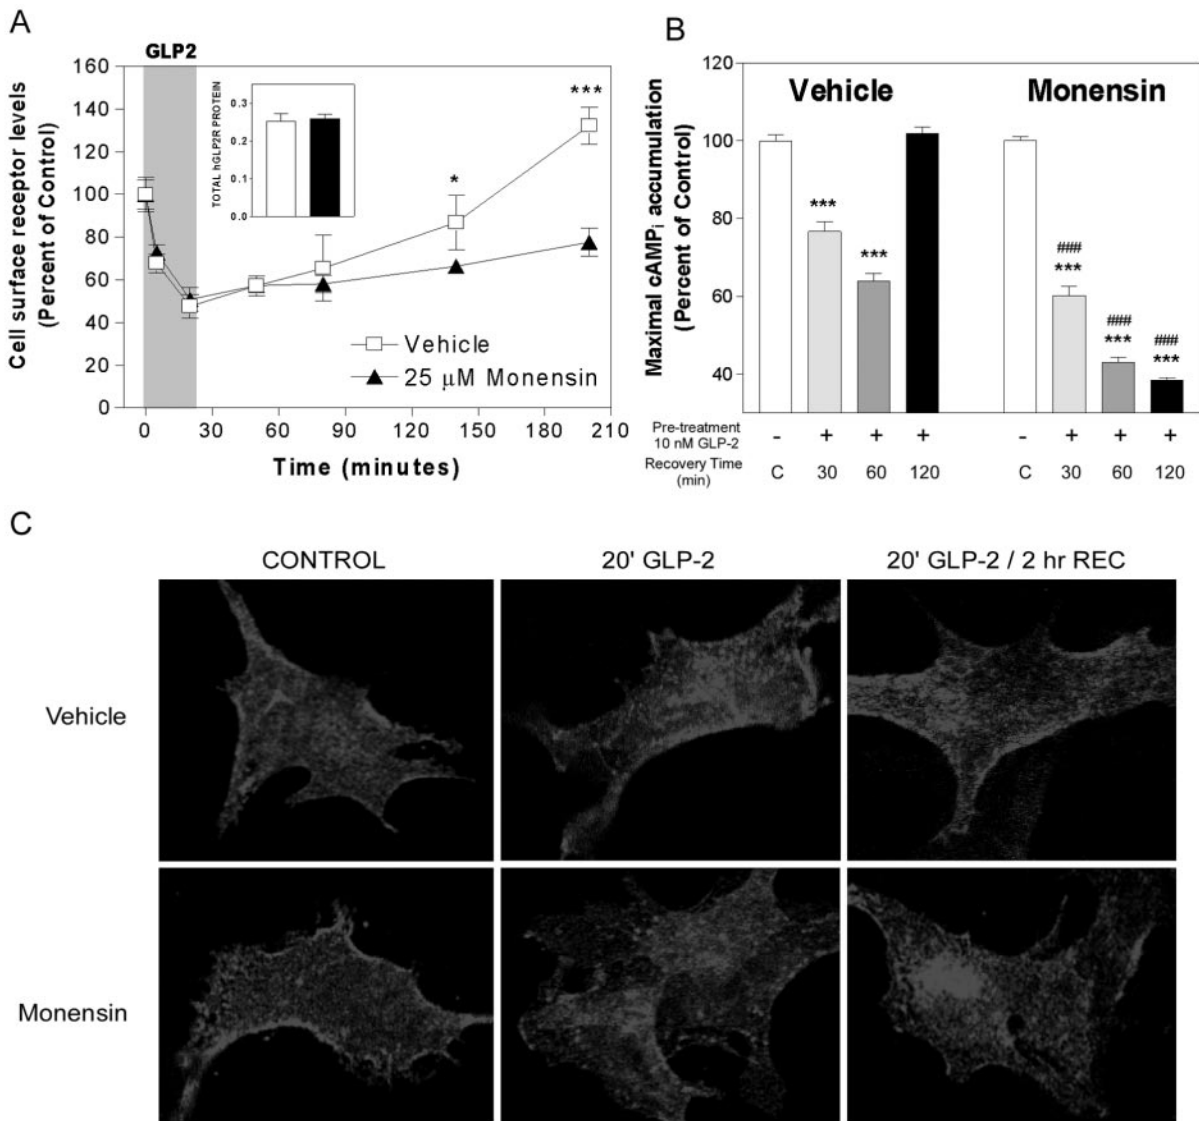 A
GLP2
Cell surface receptor levels
(Percent of Control)
160
140
120
100
80
60
40
20
0
TOTAL hGLP2R PROTEIN
0.3
0.2
0.1
0.0
*
***
Vehicle
25 μM Monensin
0 30 60 90 120 150 180 210
Time (minutes)
B
Maximal cAMPi accumulation
(Percent of Control)
120
100
80
60
40
Vehicle
Monensin
***
***
###
***
###
***
###
***
Pre-treatment
10 nM GLP-2
- + + + - + + +
Recovery Time
(min)
C 30 60 120 C 30 60 120
C
CONTROL
20' GLP-2
20' GLP-2 / 2 hr REC
Vehicle
Monensin